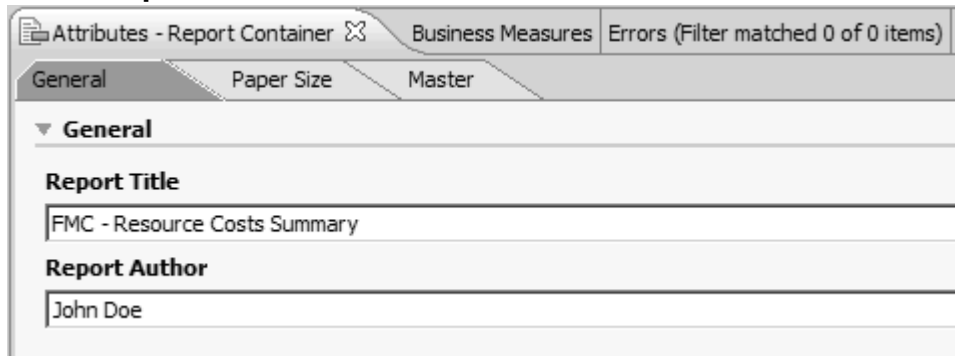 Attributes - Report Container Business Measures Errors (Filter matched 0 of 0 items)
General Paper Size Master
General
Report Title
FMC - Resource Costs Summary
Report Author
John Doe